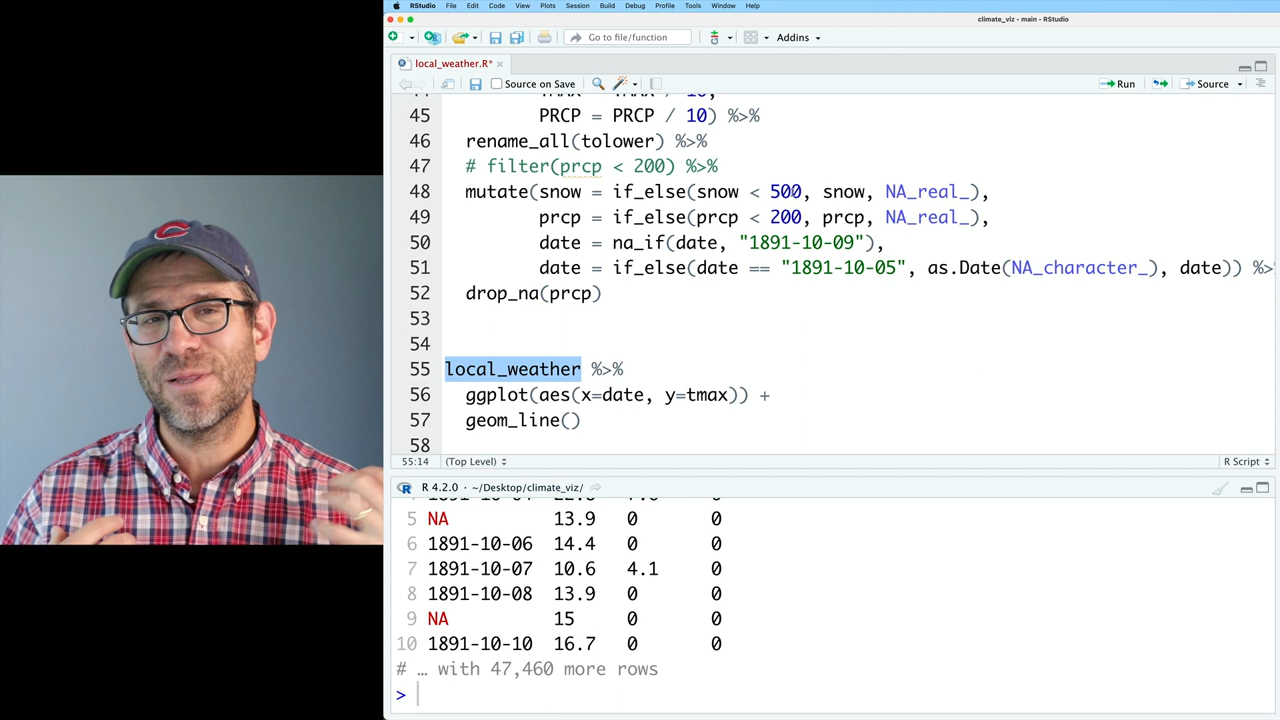 RStudio File Edit Code View Plots Session Build Debug Profile Tools Window Help
climate_viz - main - RStudio
Go to file/function Addins
local_weather.R*
Source on Save Run Source
45 PRCP = PRCP / 10) %>%
46 rename_all(tolower) %>%
47 # filter(prcp < 200) %>%
48 mutate(snow = if_else(snow < 500, snow, NA_real_),
49 prcp = if_else(prcp < 200, prcp, NA_real_),
50 date = na_if(date, "1891-10-09"),
51 date = if_else(date == "1891-10-05", as.Date(NA_character_), date)) %>
52 drop_na(prcp)
53
54
55 local_weather %>%
56 ggplot(aes(x=date, y=tmax)) +
57 geom_line()
58
55:14 (Top Level) R Script
R 4.2.0 · ~/Desktop/climate_viz/
5 NA 13.9 0 0
6 1891-10-06 14.4 0 0
7 1891-10-07 10.6 4.1 0
8 1891-10-08 13.9 0 0
9 NA 15 0 0
10 1891-10-10 16.7 0 0
# … with 47,460 more rows
>